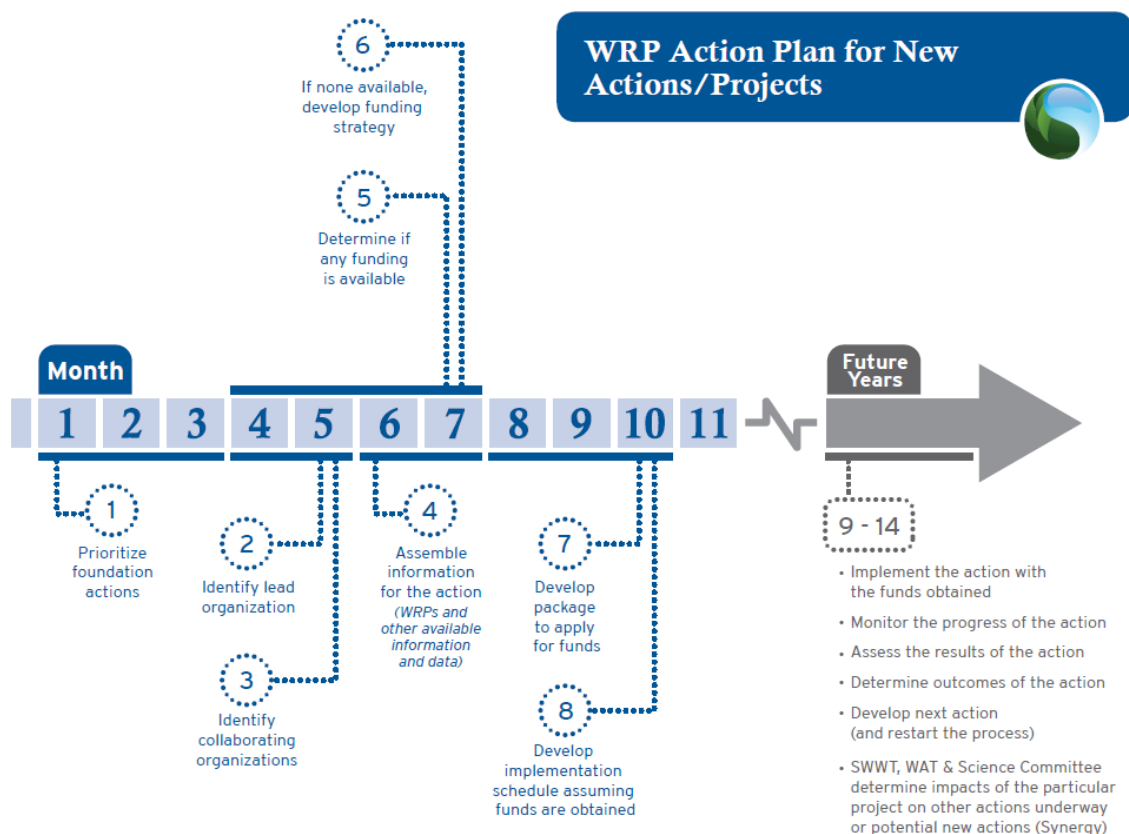 WRP Action Plan for New
Actions/Projects
6
If none available,
develop funding
strategy
5
Determine if
any funding
is available
Month
Future
Years
1 2 3 4 5 6 7 8 9 10 11
1
Prioritize
foundation
actions
2
Identify lead
organization
3
Identify
collaborating
organizations
4
Assemble
information
for the action
(WRPs and
other available
information
and data)
7
Develop
package
to apply
for funds
8
Develop
implementation
schedule assuming
funds are obtained
9 - 14
• Implement the action with
the funds obtained
• Monitor the progress of the action
• Assess the results of the action
• Determine outcomes of the action
• Develop next action
(and restart the process)
• SWWT, WAT & Science Committee
determine impacts of the particular
project on other actions underway
or potential new actions (Synergy)